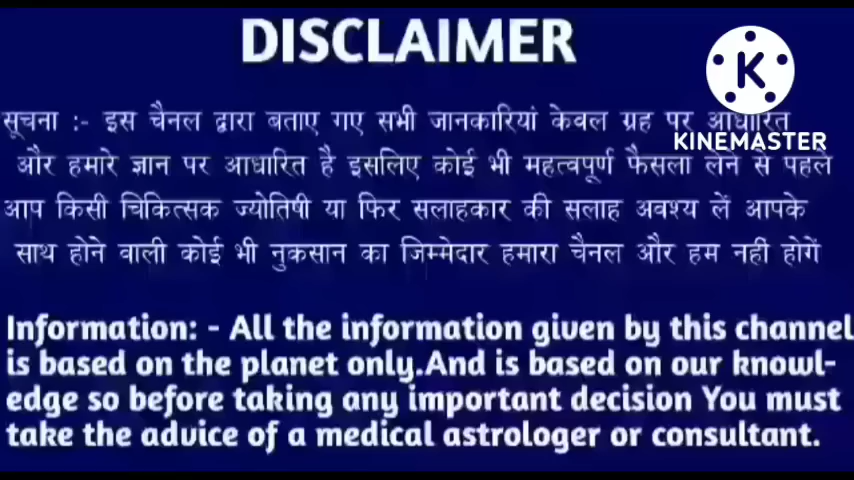 DISCLAIMER
K
KINEMASTER
सूचना :- इस चैनल द्वारा बताए गए सभी जानकारियां केवल ग्रह पर आधारित
और हमारे ज्ञान पर आधारित है इसलिए कोई भी महत्वपूर्ण फैसला लेने से पहले
आप किसी चिकित्सक ज्योतिषी या फिर सलाहकार की सलाह अवश्य लें आपके
साथ होने वाली कोई भी नुकसान का जिम्मेदार हमारा चैनल और हम नहीं होगें
Information: - All the information given by this channel
is based on the planet only.And is based on our knowl-
edge so before taking any important decision You must
take the advice of a medical astrologer or consultant.